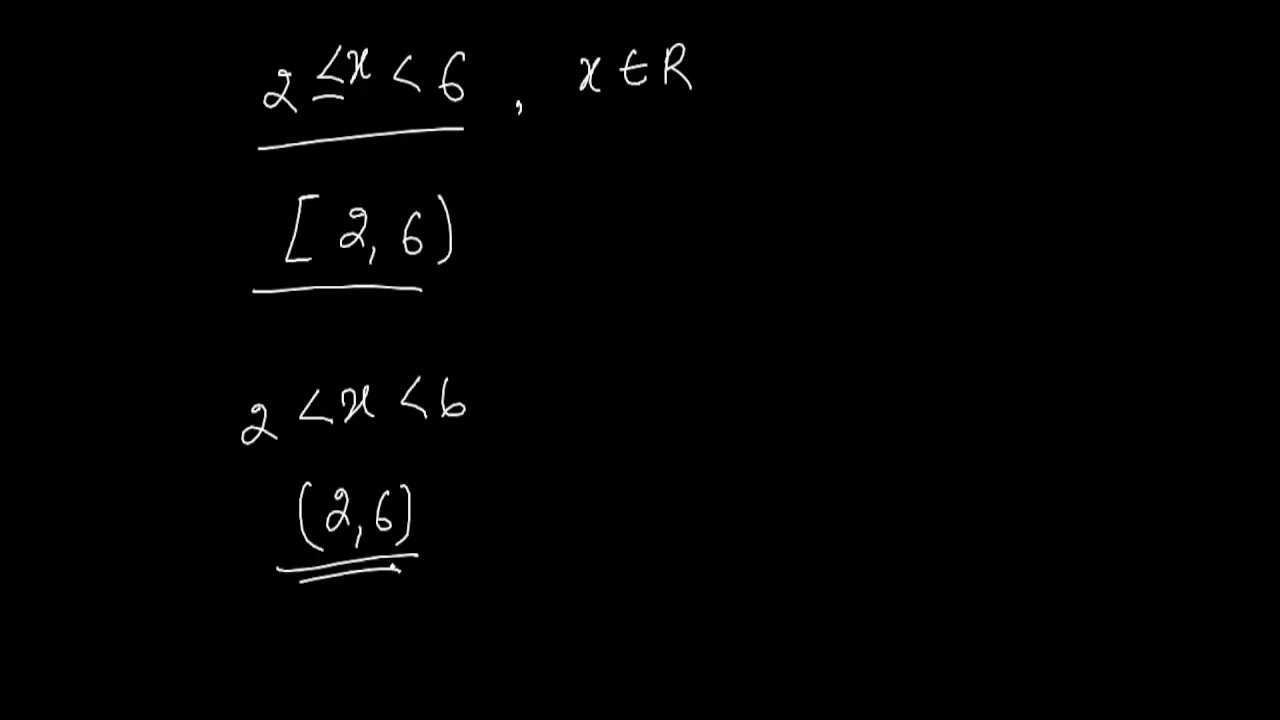 2 ≤ x < 6 , x ∈ R
[ 2, 6 )
2 < x < 6
(2, 6)